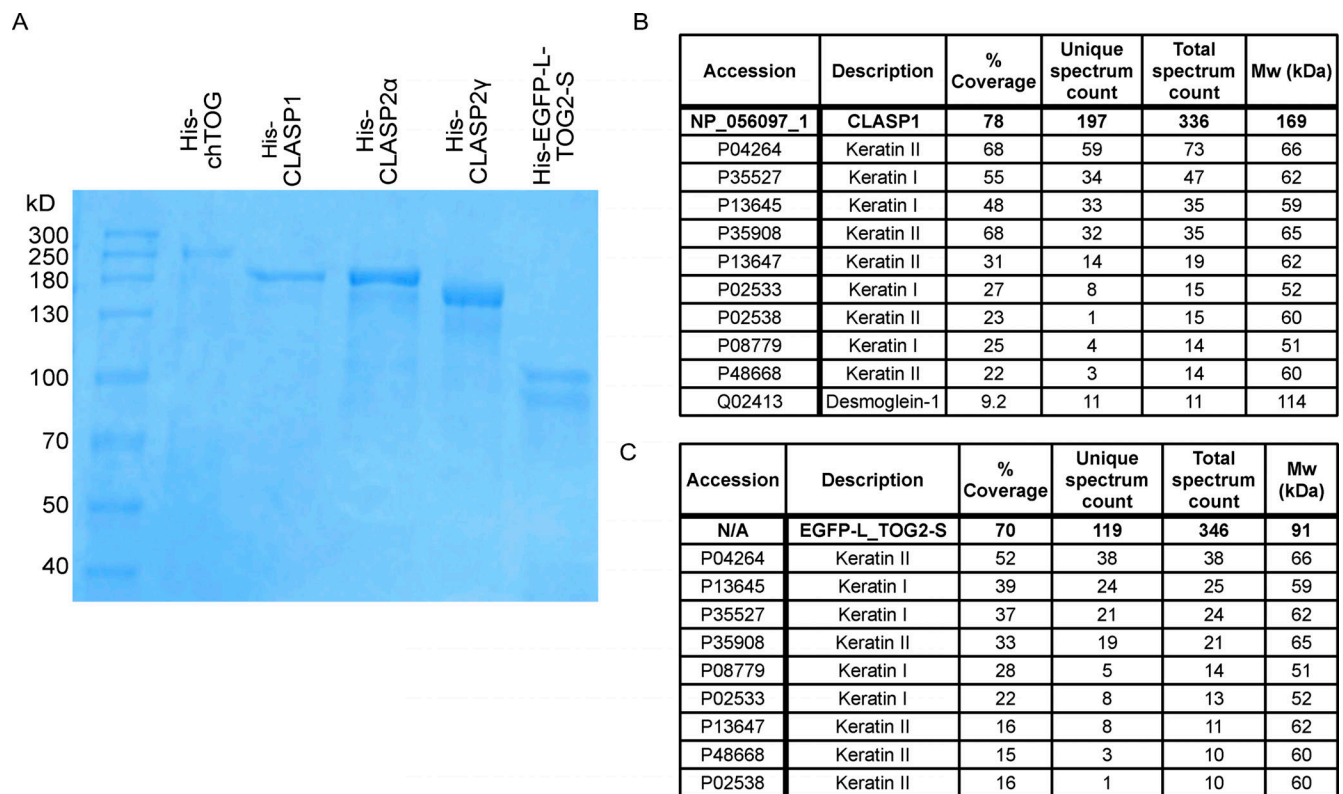 A
His-
chTOG
His-
CLASP1
His-
CLASP2α
His-
CLASP2γ
His-EGFP-L-
TOG2-S
kD
300
250
180
130
100
70
50
40
B
Accession Description % Coverage Unique spectrum count Total spectrum count Mw (kDa)
NP_056097_1 CLASP1 78 197 336 169
P04264 Keratin II 68 59 73 66
P35527 Keratin I 55 34 47 62
P13645 Keratin I 48 33 35 59
P35908 Keratin II 68 32 35 65
P13647 Keratin II 31 14 19 62
P02533 Keratin I 27 8 15 52
P02538 Keratin II 23 1 15 60
P08779 Keratin I 25 4 14 51
P48668 Keratin II 22 3 14 60
Q02413 Desmoglein-1 9.2 11 11 114
C
Accession Description % Coverage Unique spectrum count Total spectrum count Mw (kDa)
N/A EGFP-L_TOG2-S 70 119 346 91
P04264 Keratin II 52 38 38 66
P13645 Keratin I 39 24 25 59
P35527 Keratin I 37 21 24 62
P35908 Keratin II 33 19 21 65
P08779 Keratin I 28 5 14 51
P02533 Keratin I 22 8 13 52
P13647 Keratin II 16 8 11 62
P48668 Keratin II 15 3 10 60
P02538 Keratin II 16 1 10 60